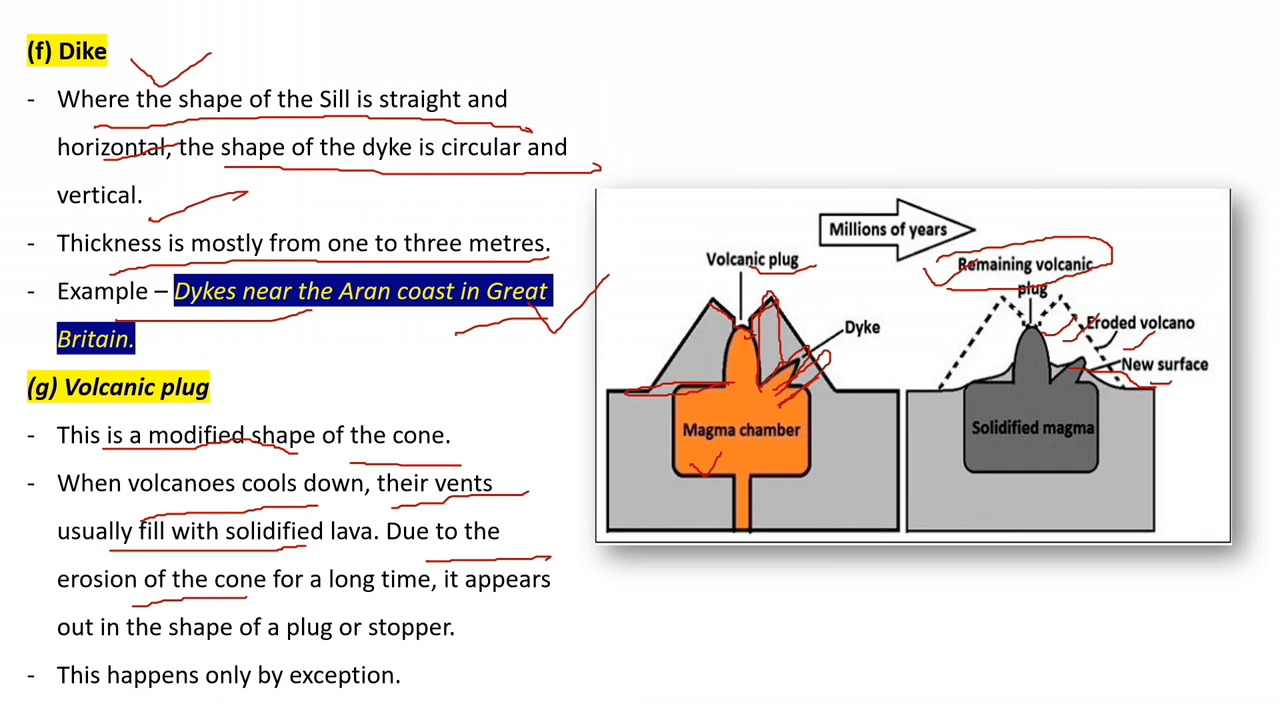 (f) Dike
- Where the shape of the Sill is straight and
horizontal, the shape of the dyke is circular and
vertical.
- Thickness is mostly from one to three metres.
- Example – Dykes near the Aran coast in Great
Britain.
(g) Volcanic plug
- This is a modified shape of the cone.
- When volcanoes cools down, their vents
usually fill with solidified lava. Due to the
erosion of the cone for a long time, it appears
out in the shape of a plug or stopper.
- This happens only by exception.
Millions of years
Volcanic plug
Dyke
Magma chamber
Remaining volcanic
plug
Eroded volcano
New surface
Solidified magma